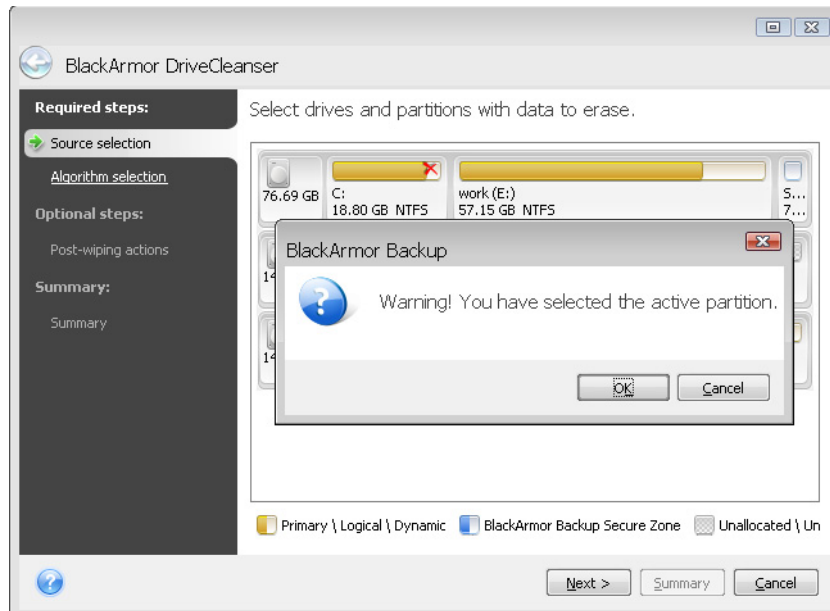 BlackArmor DriveCleanser
Required steps:
Source selection
Algorithm selection
Optional steps:
Post-wiping actions
Summary:
Summary
Select drives and partitions with data to erase.
76.69 GB
C:
18.80 GB NTFS
work (E:)
57.15 GB NTFS
S...
7...
14
14
BlackArmor Backup
Warning! You have selected the active partition.
OK
Cancel
Primary \ Logical \ Dynamic
BlackArmor Backup Secure Zone
Unallocated \ Un
Next >
Summary
Cancel